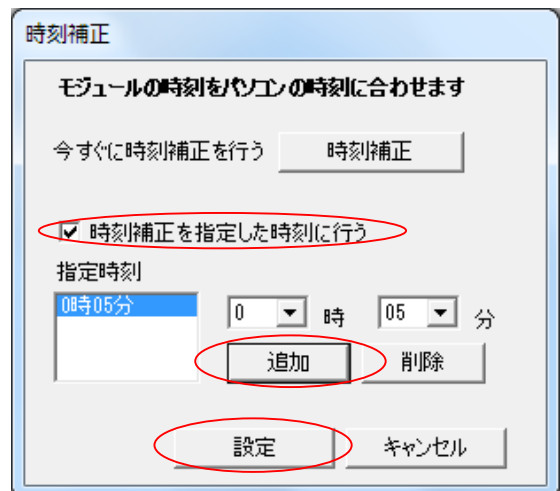 時刻補正
モジュールの時刻をパソコンの時刻に合わせます
今すぐに時刻補正を行う 時刻補正
時刻補正を指定した時刻に行う
指定時刻
0時05分 0 時 05 分
追加 削除
設定 キャンセル